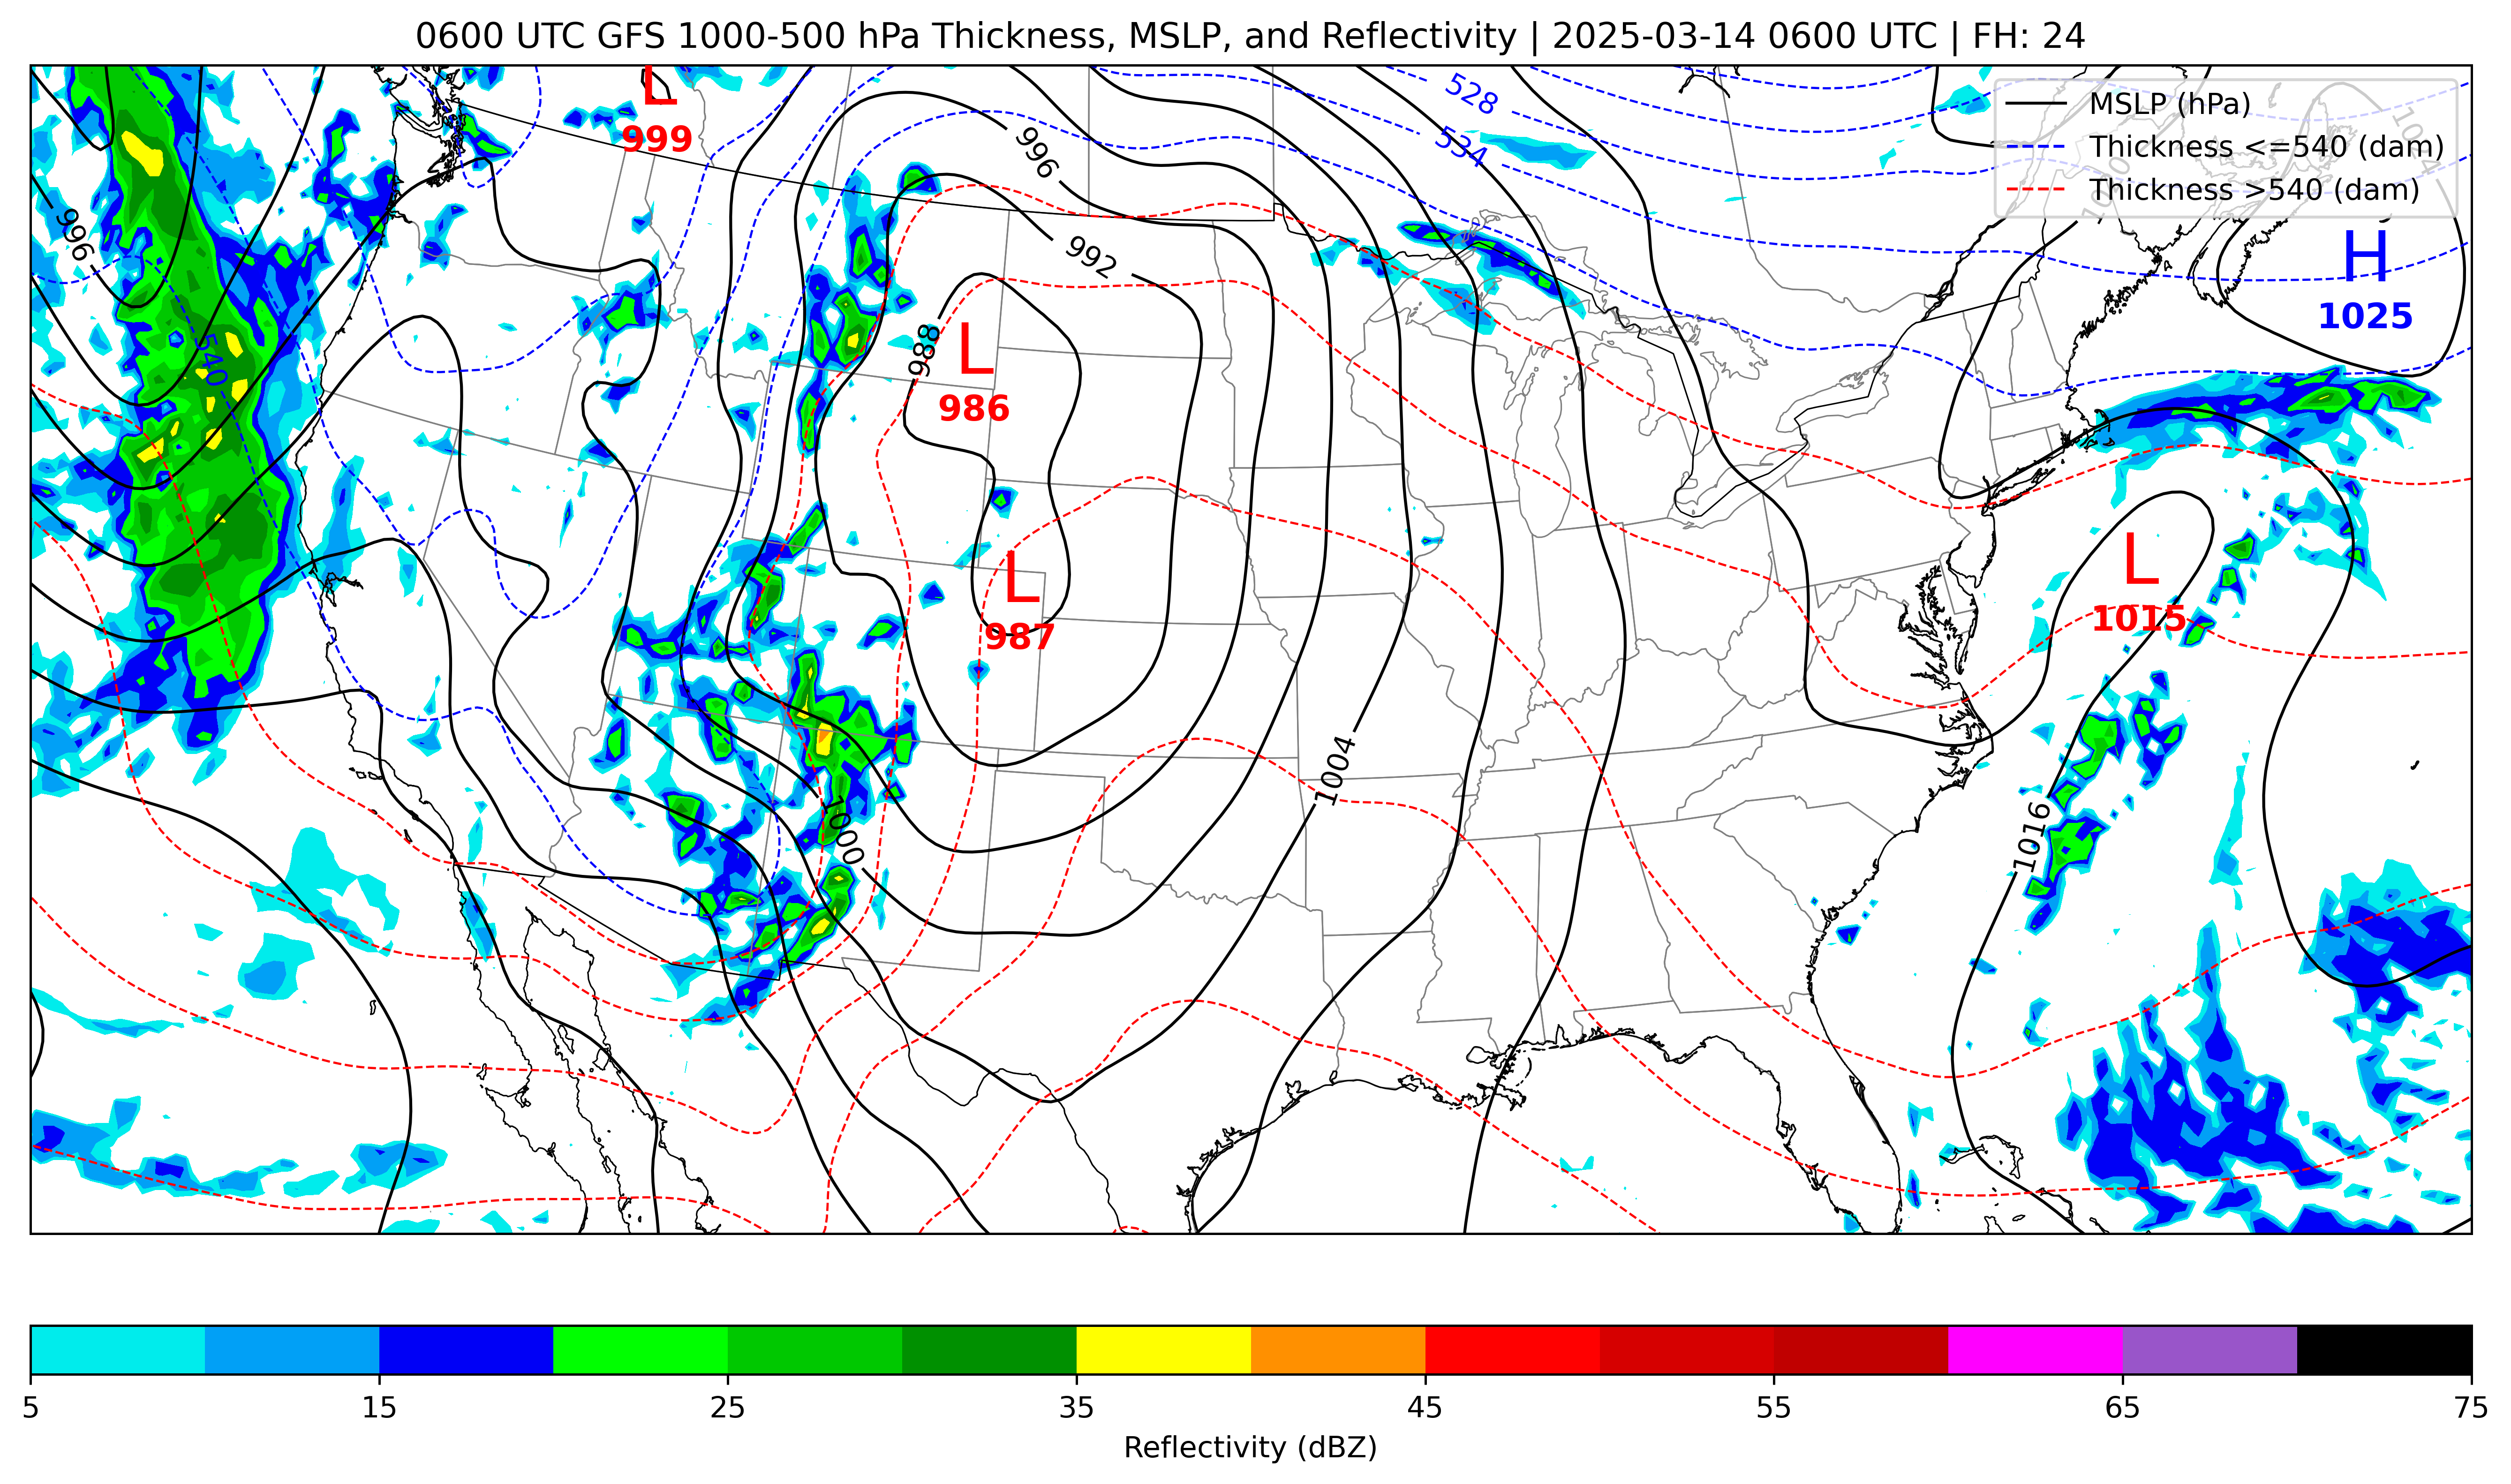 0600 UTC GFS 1000-500 hPa Thickness, MSLP, and Reflectivity | 2025-03-14 0600 UTC | FH: 24
MSLP (hPa)
Thickness <=540 (dam)
Thickness >540 (dam)
L
999
528
534
996
996
992
H
1025
988
L
986
540
L
987
L
1015
1004
1000
1016
5 15 25 35 45 55 65 75
Reflectivity (dBZ)